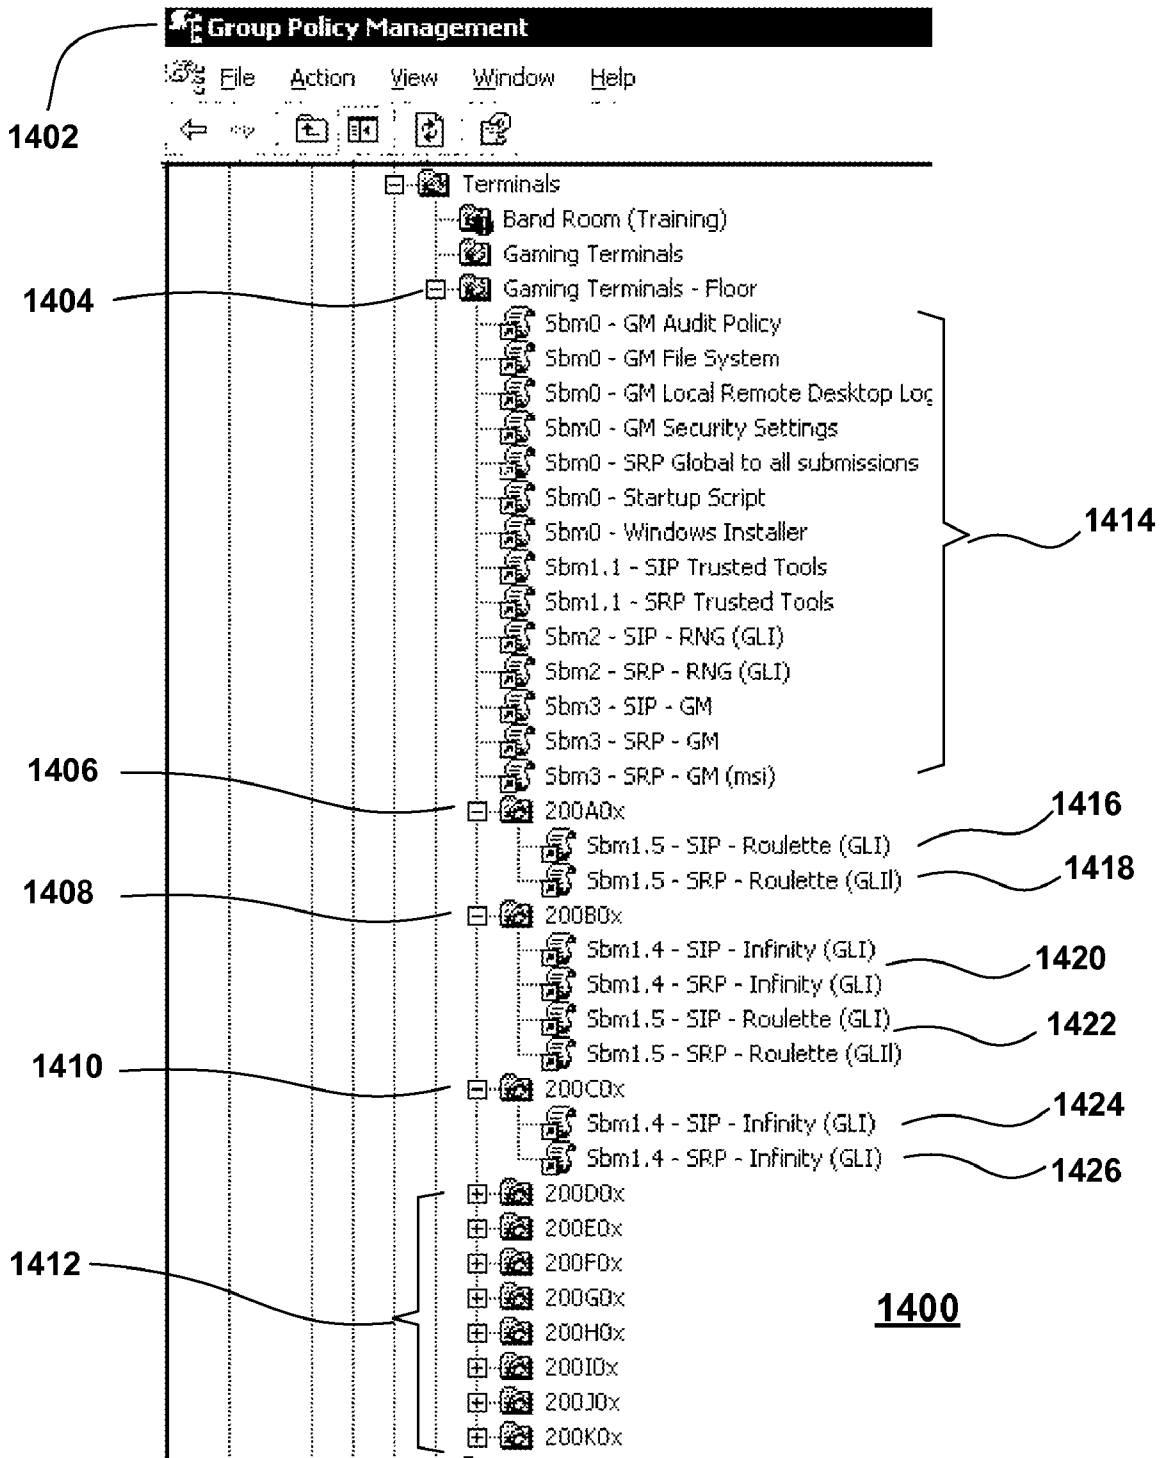 Group Policy Management
1402
File Action View Window Help
Terminals
Band Room (Training)
Gaming Terminals
1404
Gaming Terminals - Floor
Sbm0 - GM Audit Policy
Sbm0 - GM File System
Sbm0 - GM Local Remote Desktop Log
Sbm0 - GM Security Settings
Sbm0 - SRP Global to all submissions
Sbm0 - Startup Script
1414
Sbm0 - Windows Installer
Sbm1.1 - SIP Trusted Tools
Sbm1.1 - SRP Trusted Tools
Sbm2 - SIP - RNG (GLI)
Sbm2 - SRP - RNG (GLI)
Sbm3 - SIP - GM
Sbm3 - SRP - GM
1406
Sbm3 - SRP - GM (msi)
200A0x
1416
Sbm1.5 - SIP - Roulette (GLI)
1418
Sbm1.5 - SRP - Roulette (GLIl)
1408
200B0x
Sbm1.4 - SIP - Infinity (GLI)
1420
Sbm1.4 - SRP - Infinity (GLI)
Sbm1.5 - SIP - Roulette (GLI)
1422
Sbm1.5 - SRP - Roulette (GLIl)
1410
200C0x
1424
Sbm1.4 - SIP - Infinity (GLI)
Sbm1.4 - SRP - Infinity (GLI)
1426
200D0x
200E0x
1412
200F0x
200G0x
1400
200H0x
200I0x
200J0x
200K0x